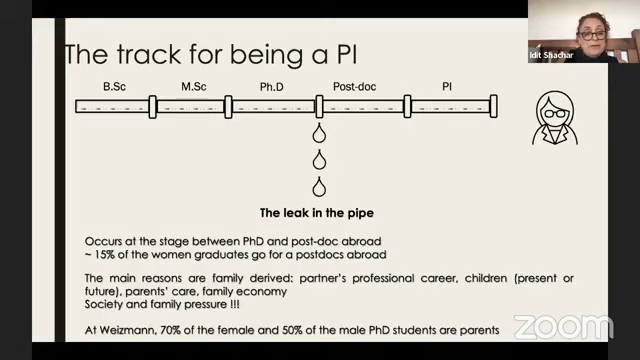 The track for being a PI
Idit Shachar
B.Sc M.Sc Ph.D Post-doc PI
The leak in the pipe
Occurs at the stage between PhD and post-doc abroad
~ 15% of the women graduates go for a postdocs abroad
The main reasons are family derived: partner's professional career, children (present or
future), parents' care, family economy
Society and family pressure !!!
At Weizmann, 70% of the female and 50% of the male PhD students are parents
zoom